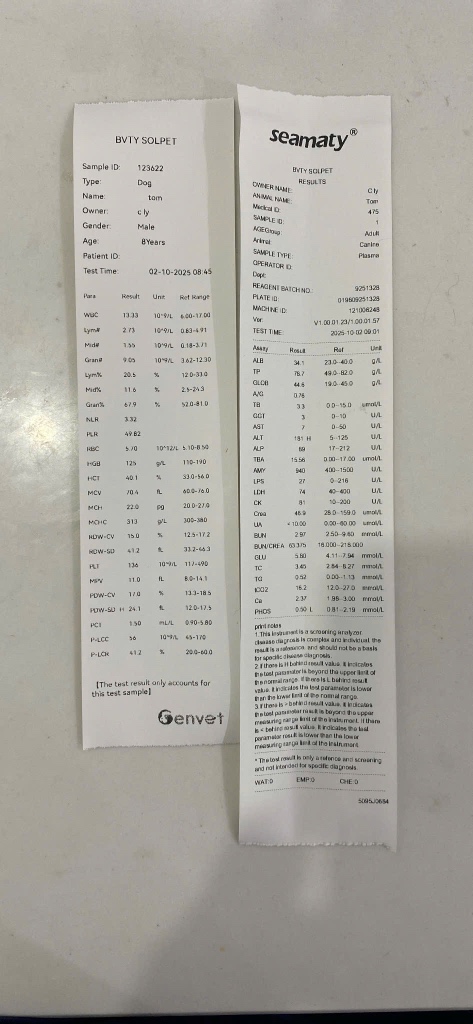 BVTY SOLPET
Sample ID: 123622
Type: Dog
Name: tom
Owner: c ly
Gender: Male
Age: 8Years
Patient ID:
Test Time: 02-10-2025 08:45
Para Result Unit Ref Range
WBC 13.33 10^9/L 6.00-17.00
Lym# 2.73 10^9/L 0.83-4.91
Mid# 1.55 10^9/L 0.18-3.71
Gran# 9.05 10^9/L 3.62-12.30
Lym% 20.5 % 12.0-33.0
Mid% 11.6 % 2.5-24.3
Gran% 67.9 % 52.0-81.0
NLR 3.32
PLR 49.82
RBC 5.70 10^12/L 5.10-8.50
HGB 125 g/L 110-190
HCT 40.1 % 33.0-56.0
MCV 70.4 fL 60.0-76.0
MCH 22.0 pg 20.0-27.0
MCHC 313 g/L 300-380
RDW-CV 15.0 % 12.5-17.2
RDW-SD 41.2 fL 33.2-46.3
PLT 136 10^9/L 117-490
MPV 11.0 fL 8.0-14.1
PDW-CV 17.0 % 13.3-18.5
PDW-SD H 24.1 fL 12.0-17.5
PCT 1.50 mL/L 0.90-5.80
P-LCC 56 10^9/L 45-170
P-LCR 41.2 % 20.0-60.0
[The test result only accounts for
this test sample]
Genvet
seamaty®
BVTY SOLPET
RESULTS
OWNER NAME: C ly
ANIMAL NAME: Tom
Medical ID: 475
SAMPLE ID: 1
AGEGroup Adult
Animal Canine
SAMPLE TYPE: Plasma
OPERATOR ID:
Dept:
REAGENT BATCH NO.: 9251328
PLATE ID: 019809251328
MACHINE ID: 121006248
Ver: V1.00.01.23/1.00.01.57
TEST TIME: 2025-10-02 09:01
Assay Result Ref Unit
ALB 34.1 23.0-40.0 g/L
TP 78.7 49.0-82.0 g/L
GLOB 44.6 19.0-45.0 g/L
A/G 0.76
TB 3.3 0.0-15.0 umol/L
GGT 3 0-10 U/L
AST 7 0-50 U/L
ALT 181 H 5-125 U/L
ALP 69 17-212 U/L
TBA 15.56 0.00-17.00 umol/L
AMY 940 400-1500 U/L
LPS 27 0-216 U/L
LDH 74 40-400 U/L
CK 81 10-200 U/L
Crea 46.9 28.0-159.0 umol/L
UA <10.00 0.00-60.00 umol/L
BUN 2.97 2.50-9.60 mmol/L
BUN/CREA 63.375 16.000-218.000
GLU 5.60 4.11-7.94 mmol/L
TC 3.45 2.84-8.27 mmol/L
TG 0.52 0.00-1.13 mmol/L
tCO2 18.2 12.0-27.0 mmol/L
Ca 2.37 1.95-3.00 mmol/L
PHOS 0.50 L 0.81-2.19 mmol/L
print notes
1.This instrument is a screening analyzer.
disease diagnosis is complex and individual, the
result is a reference, and should not be a basis
for specific disease diagnosis.
2.If there is H behind result value. It indicates
the test parameter is beyond the upper limit of
the normal range. If there is L behind result
value. It indicates the test parameter is lower
than the lower limit of the normal range.
3.If there is > behind result value. It indicates
the test parameter result is beyond the upper
measuring range limit of the instrument. If there
is < behind result value. It indicates the test
parameter result is lower than the lower
measuring range limit of the instrument.
* The test result is only a refence and screening
and not intended for specific diagnosis.
WAT:0 EMP:0 CHE:0